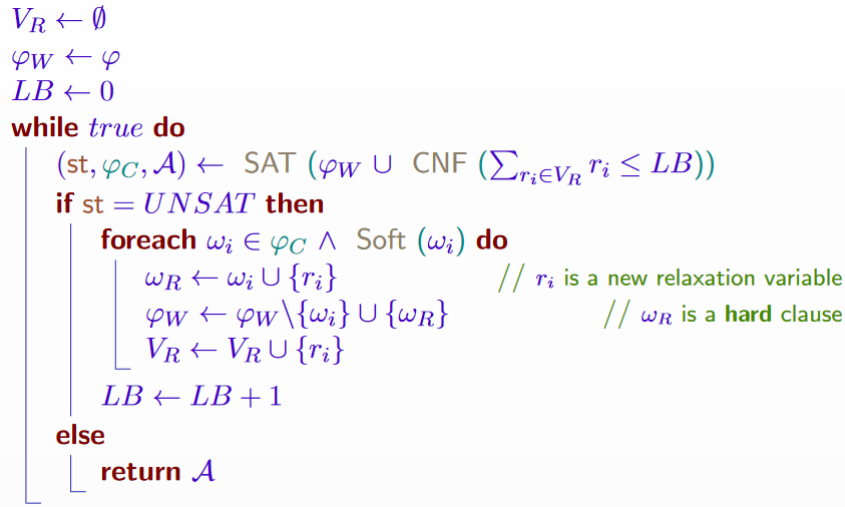 V_R ← ∅
φ_W ← φ
LB ← 0
while true do
(st, φ_C, 𝒜) ← SAT (φ_W ∪ CNF (∑_{r_i∈V_R} r_i ≤ LB))
if st = UNSAT then
foreach ω_i ∈ φ_C ∧ Soft (ω_i) do
ω_R ← ω_i ∪ {r_i} // r_i is a new relaxation variable
φ_W ← φ_W\{ω_i} ∪ {ω_R} // ω_R is a hard clause
V_R ← V_R ∪ {r_i}
LB ← LB + 1
else
return 𝒜